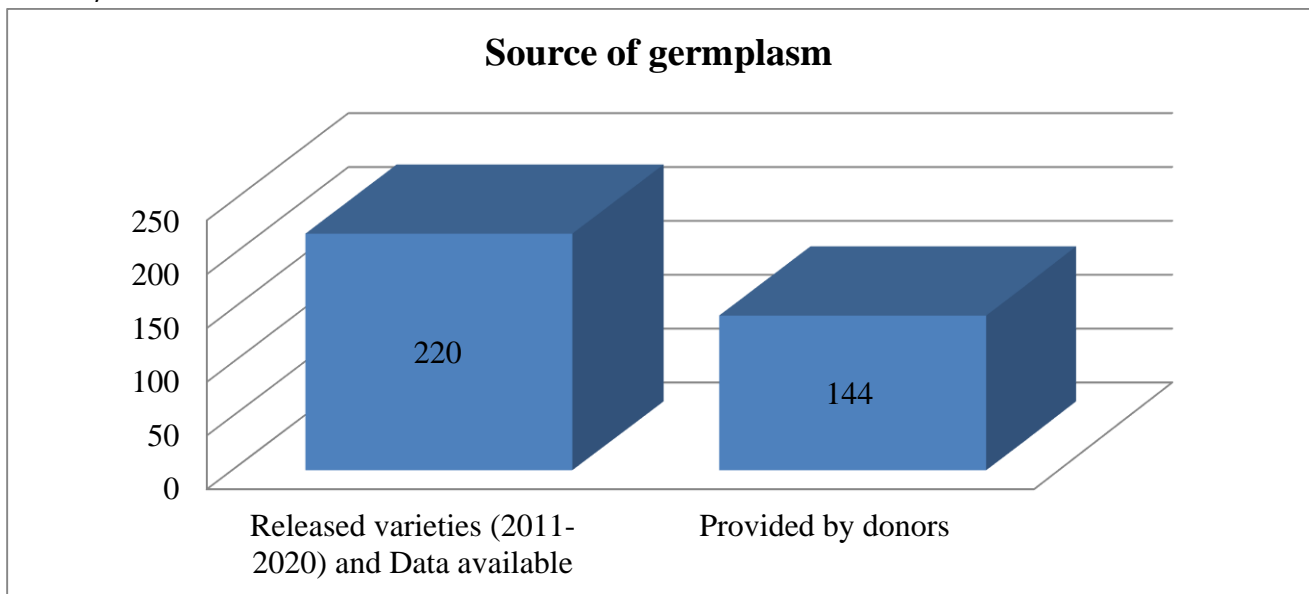 Source of germplasm
250
200
150
100
50
0
220
144
Released varieties (2011-
2020) and Data available
Provided by donors